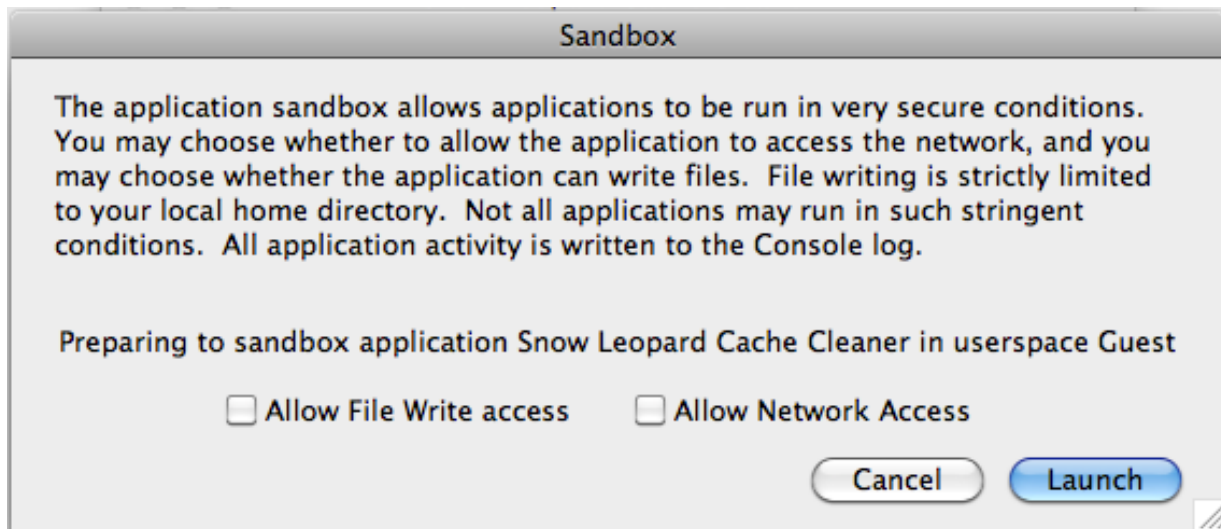 Sandbox
The application sandbox allows applications to be run in very secure conditions.
You may choose whether to allow the application to access the network, and you
may choose whether the application can write files.  File writing is strictly limited
to your local home directory.  Not all applications may run in such stringent
conditions.  All application activity is written to the Console log.
Preparing to sandbox application Snow Leopard Cache Cleaner in userspace Guest
Allow File Write access
Allow Network Access
Cancel
Launch